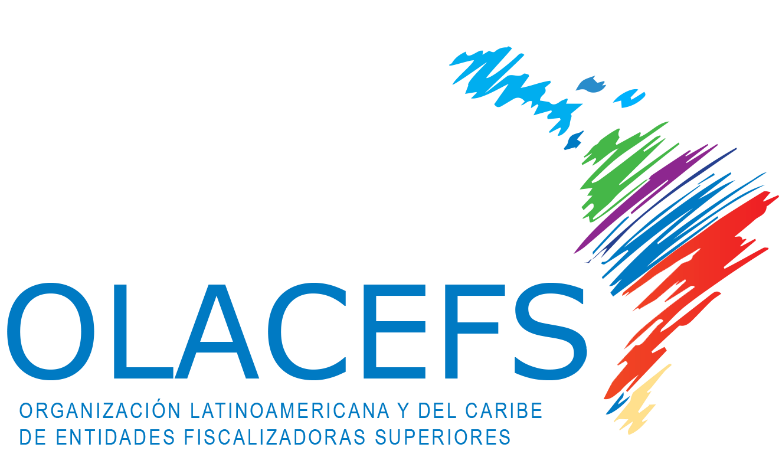 OLACEFS
ORGANIZACIÓN LATINOAMERICANA Y DEL CARIBE
DE ENTIDADES FISCALIZADORAS SUPERIORES